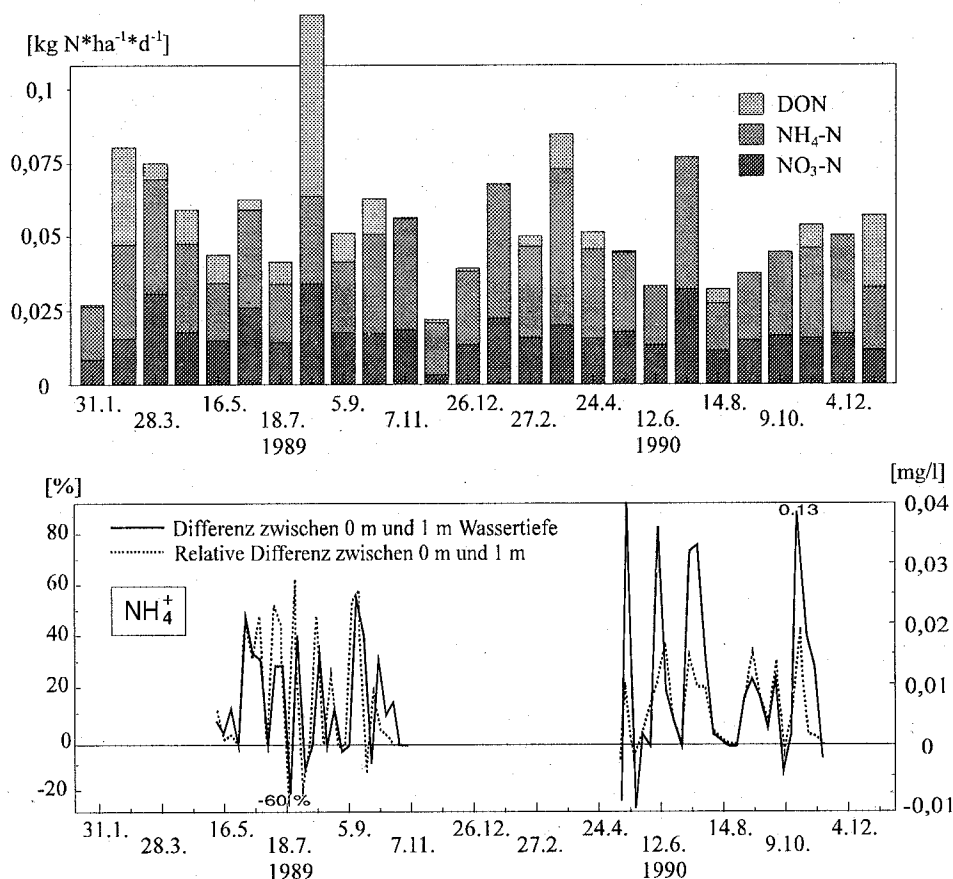 [kg N*ha⁻¹*d⁻¹]
0,1
0,075
0,05
0,025
0
DON
NH₄-N
NO₃-N
31.1. 16.5. 5.9. 26.12. 24.4. 14.8. 4.12.
28.3. 18.7. 7.11. 27.2. 12.6. 9.10.
1989 1990
[%] [mg/l]
80
60
40
20
0
-20
0,04
0,03
0,02
0,01
0
-0,01
Differenz zwischen 0 m und 1 m Wassertiefe
Relative Differenz zwischen 0 m und 1 m
NH₄⁺
0.13
-60 %
31.1. 16.5. 5.9. 26.12. 24.4. 14.8. 4.12.
28.3. 18.7. 7.11. 27.2. 12.6. 9.10.
1989 1990